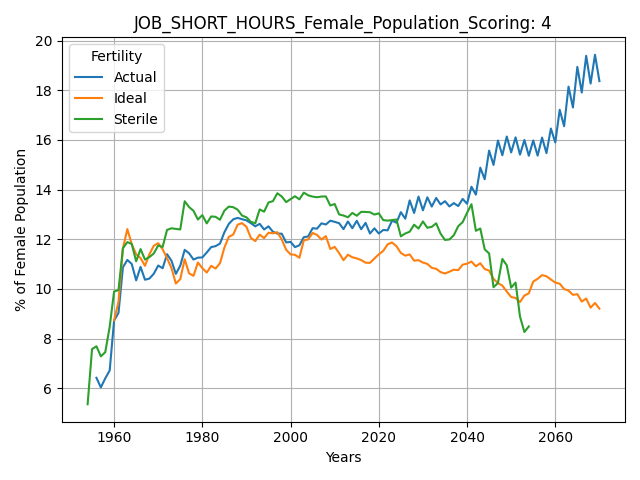 JOB_SHORT_HOURS_Female_Population_Scoring: 4
Fertility
Actual
Ideal
Sterile
% of Female Population
20
18
16
14
12
10
8
6
1960 1980 2000 2020 2040 2060
Years